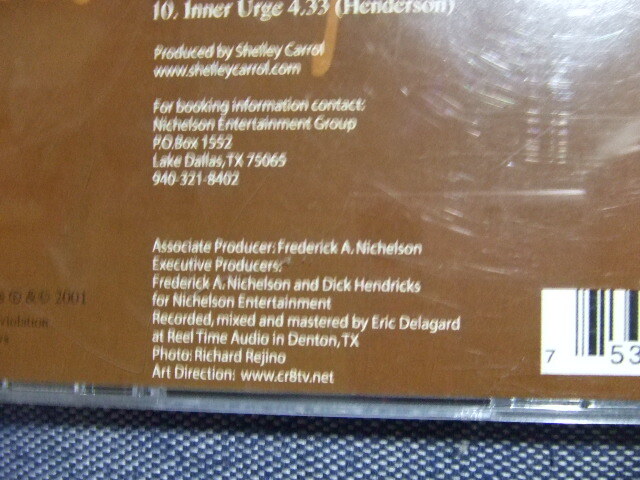 10. Inner Urge 4.33 (Henderson)
Produced by Shelley Carrol
www.shelleycarrol.com
For booking information contact:
Nichelson Entertainment Group
P.O.Box 1552
Lake Dallas, TX 75065
940-321-8402
Associate Producer: Frederick A. Nichelson
Executive Producers:
Frederick A. Nichelson and Dick Hendricks
for Nichelson Entertainment
Recorded, mixed and mastered by Eric Delagard
at Reel Time Audio in Denton, TX
Photo: Richard Rejino
Art Direction: www.cr8tv.net
℗ & © 2001
violation
7 53